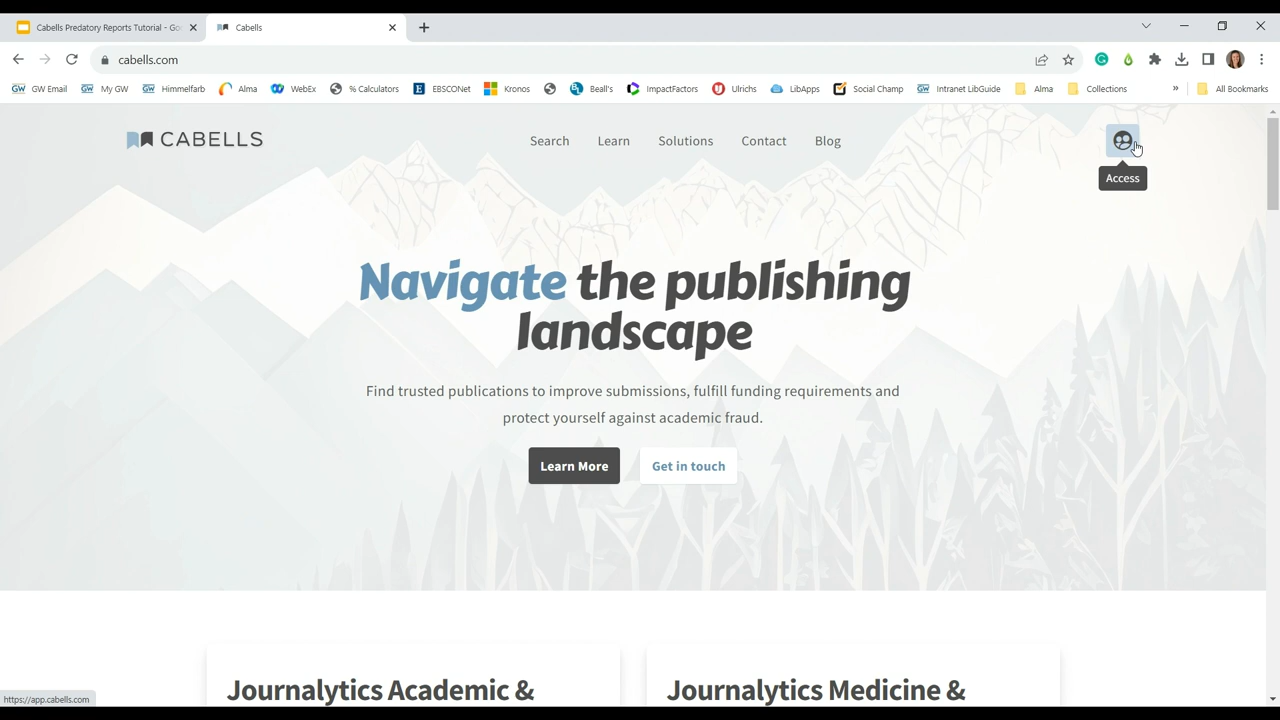 Cabells Predatory Reports Tutorial - Go
Cabells
cabells.com
GW Email My GW Himmelfarb Alma WebEx % Calculators EBSCONet Kronos Beall's ImpactFactors Ulrichs LibApps Social Champ Intranet LibGuide Alma Collections » All Bookmarks
CABELLS
Search Learn Solutions Contact Blog
Access
Navigate the publishing
landscape
Find trusted publications to improve submissions, fulfill funding requirements and
protect yourself against academic fraud.
Learn More Get in touch
Journalytics Academic & Journalytics Medicine &
https://app.cabells.com